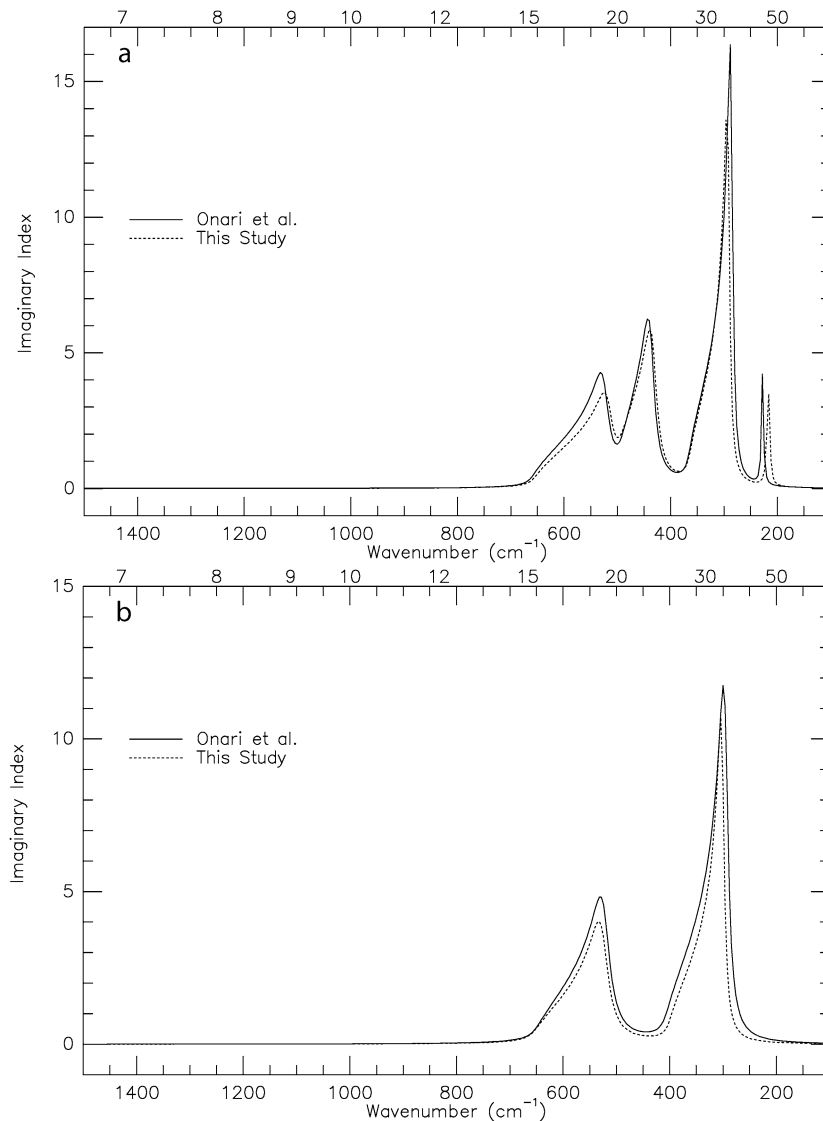 7 8 9 10 12 15 20 30 50
a
15
10
5
0
Imaginary Index
Onari et al.
This Study
1400 1200 1000 800 600 400 200
Wavenumber (cm⁻¹)
7 8 9 10 12 15 20 30 50
b
15
10
5
0
Imaginary Index
Onari et al.
This Study
1400 1200 1000 800 600 400 200
Wavenumber (cm⁻¹)